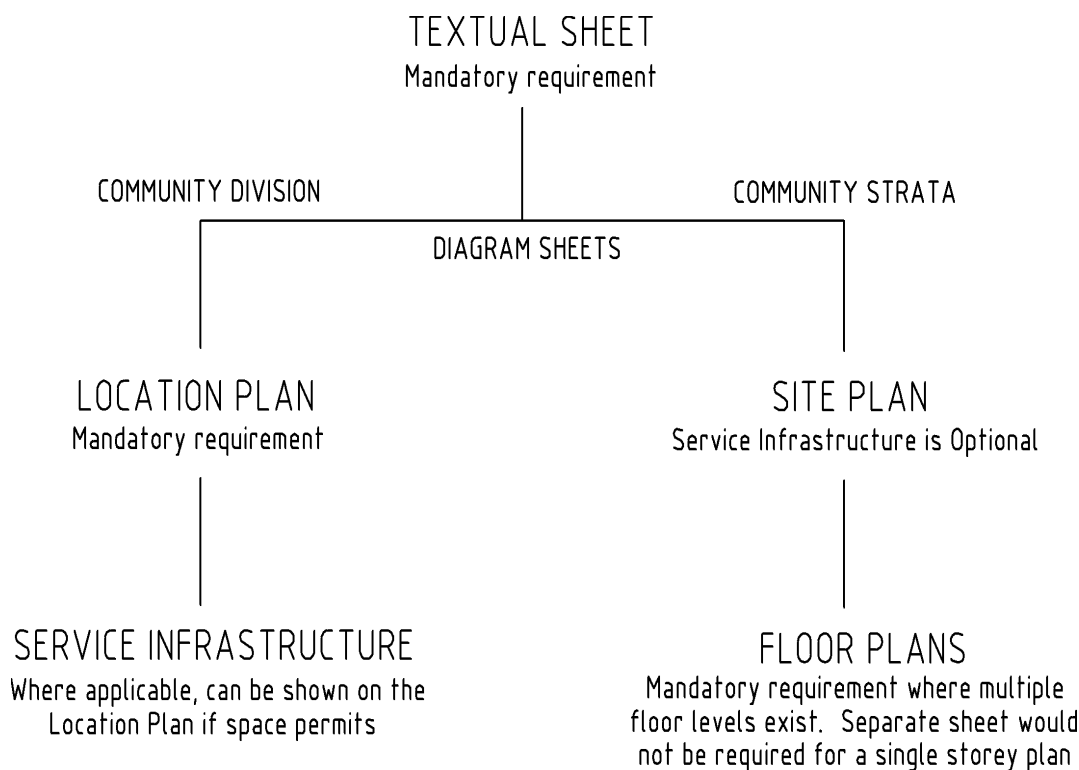 TEXTUAL SHEET
Mandatory requirement
COMMUNITY DIVISION
COMMUNITY STRATA
DIAGRAM SHEETS
LOCATION PLAN
Mandatory requirement
SITE PLAN
Service Infrastructure is Optional
SERVICE INFRASTRUCTURE
Where applicable, can be shown on the
Location Plan if space permits
FLOOR PLANS
Mandatory requirement where multiple
floor levels exist. Separate sheet would
not be required for a single storey plan